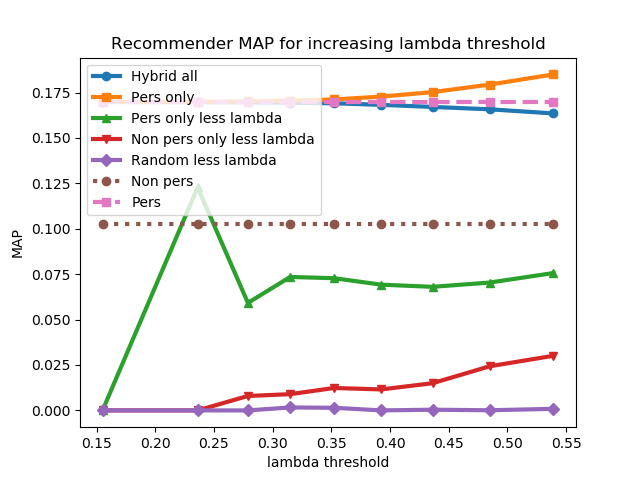 Recommender MAP for increasing lambda threshold
Hybrid all
Pers only
Pers only less lambda
Non pers only less lambda
Random less lambda
Non pers
Pers
MAP
0.175
0.150
0.125
0.100
0.075
0.050
0.025
0.000
0.15 0.20 0.25 0.30 0.35 0.40 0.45 0.50 0.55
lambda threshold